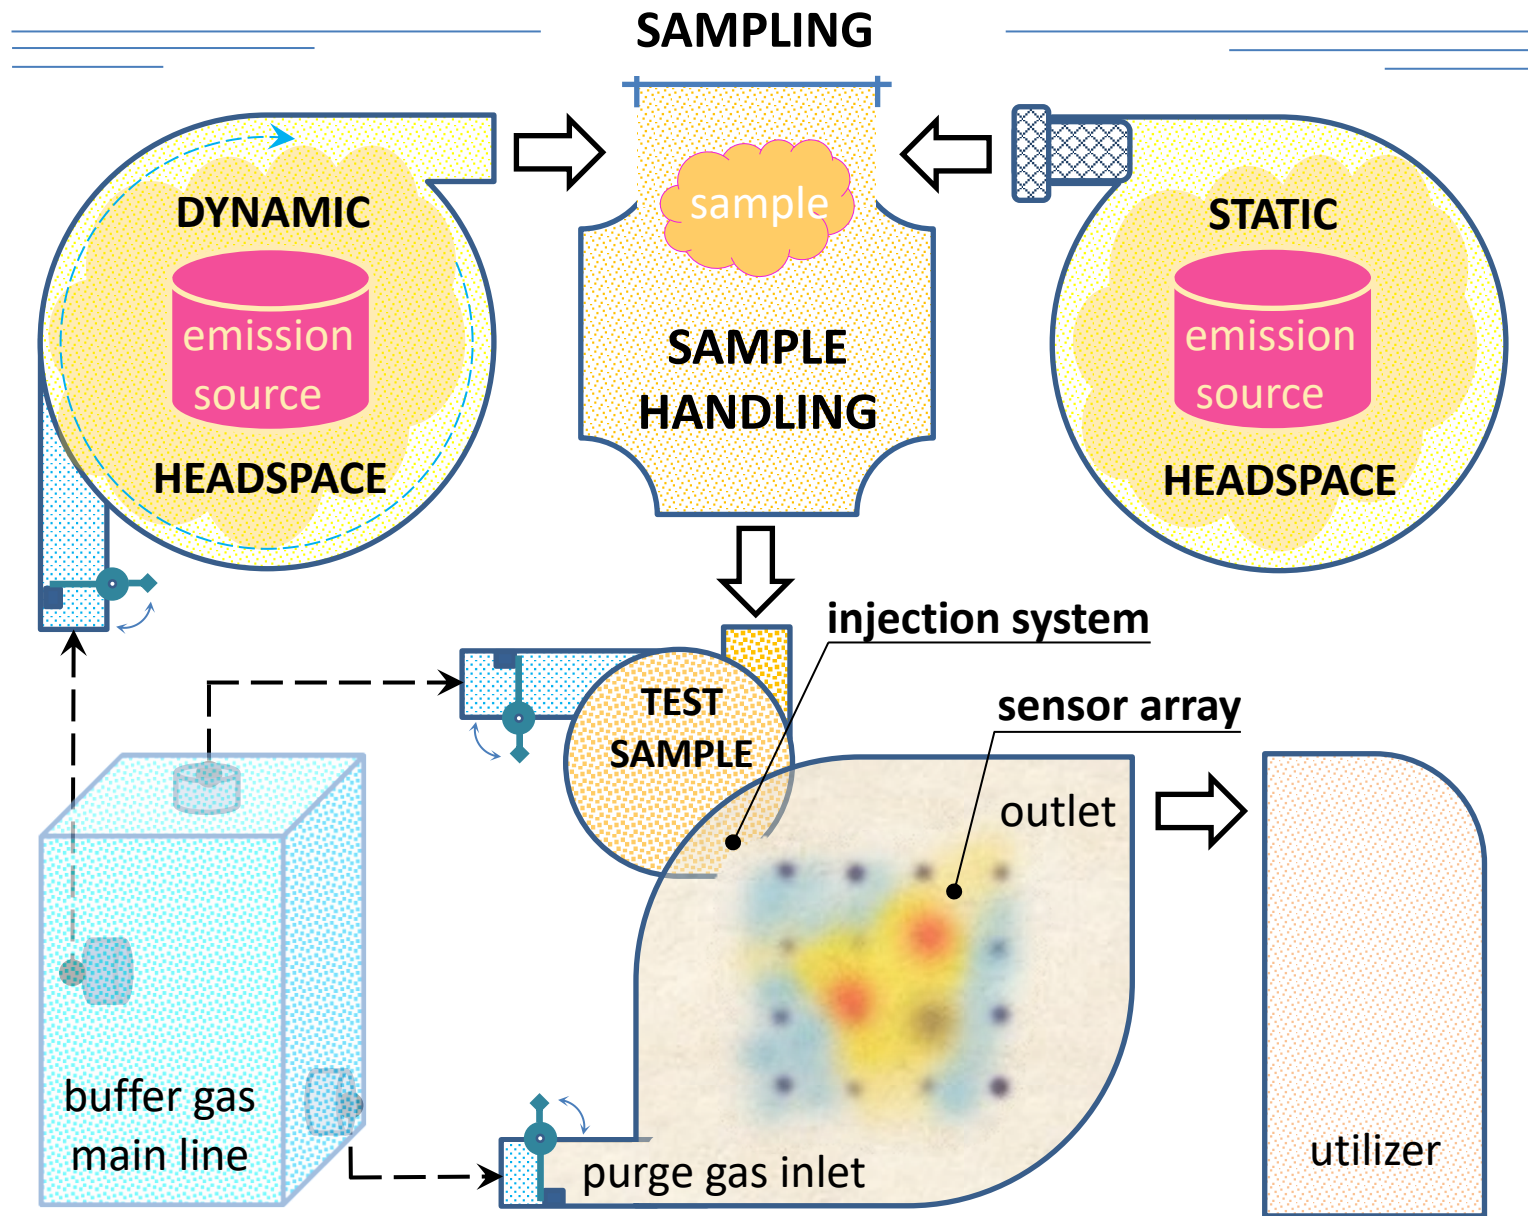 SAMPLING
DYNAMIC
emission
source
HEADSPACE
sample
SAMPLE
HANDLING
STATIC
emission
source
HEADSPACE
injection system
sensor array
TEST
SAMPLE
outlet
buffer gas
main line
purge gas inlet
utilizer